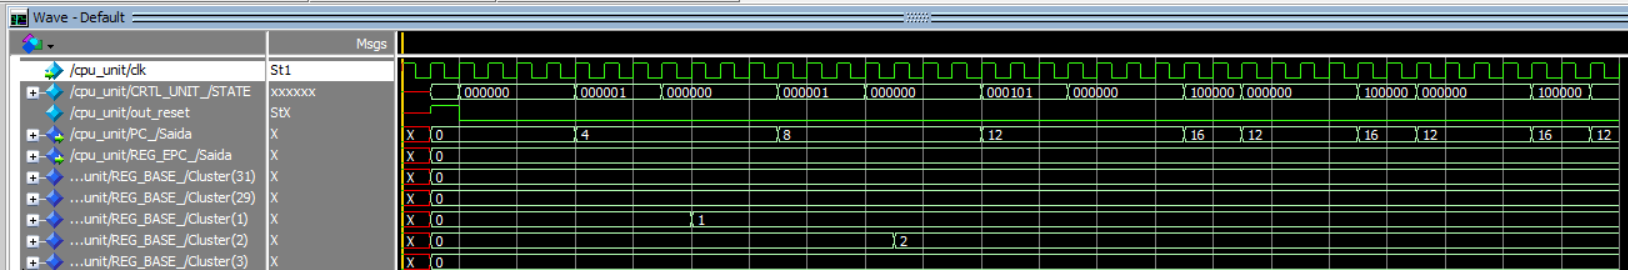 Wave - Default
Msgs
/cpu_unit/clk St1
/cpu_unit/CRTL_UNIT_/STATE xxxxxx 000000 000001 000000 000001 000000 000101 000000 100000 000000 100000 000000 100000
/cpu_unit/out_reset StX
/cpu_unit/PC_/Saida X X 0 4 8 12 16 12 16 12 16 12
/cpu_unit/REG_EPC_/Saida X X 0
...unit/REG_BASE_/Cluster(31) X X 0
...unit/REG_BASE_/Cluster(29) X X 0
...unit/REG_BASE_/Cluster(1) X X 0 1
...unit/REG_BASE_/Cluster(2) X X 0 2
...unit/REG_BASE_/Cluster(3) X X 0